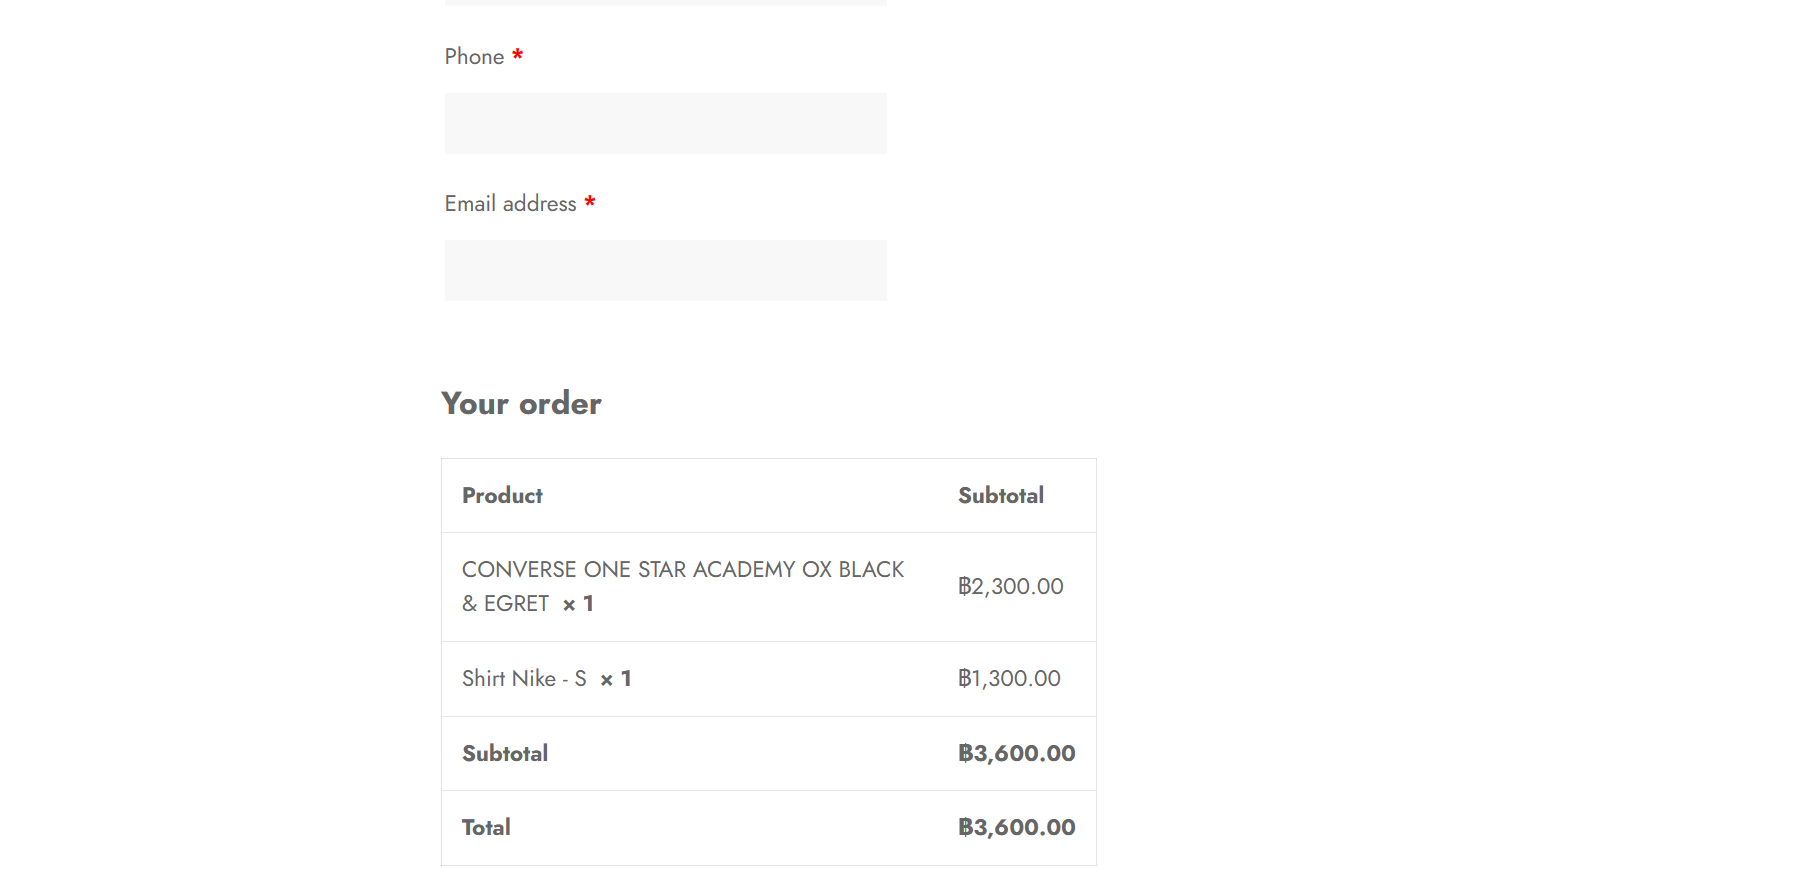 Phone *
Email address *
Your order
Product Subtotal
CONVERSE ONE STAR ACADEMY OX BLACK
& EGRET × 1 ฿2,300.00
Shirt Nike - S × 1 ฿1,300.00
Subtotal ฿3,600.00
Total ฿3,600.00